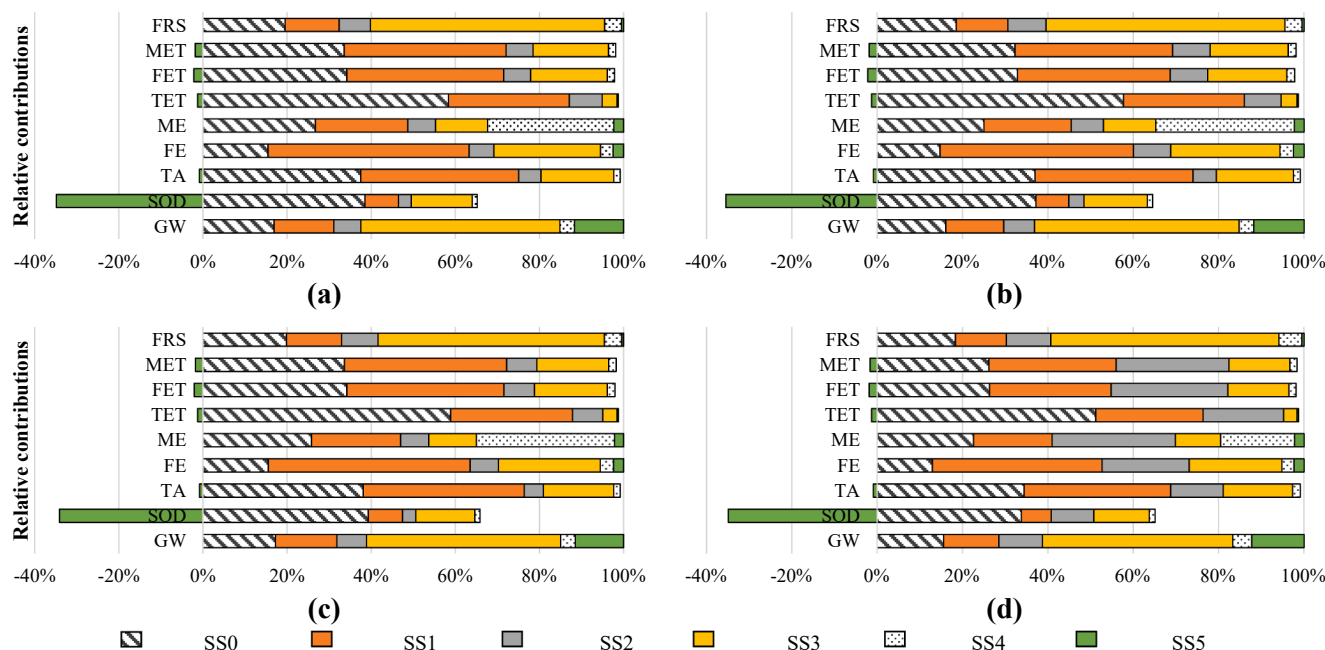 Relative contributions
FRS
MET
FET
TET
ME
FE
TA
SOD
GW
-40% -20% 0% 20% 40% 60% 80% 100%
(a)
FRS
MET
FET
TET
ME
FE
TA
SOD
GW
-40% -20% 0% 20% 40% 60% 80% 100%
(b)
Relative contributions
FRS
MET
FET
TET
ME
FE
TA
SOD
GW
-40% -20% 0% 20% 40% 60% 80% 100%
(c)
FRS
MET
FET
TET
ME
FE
TA
SOD
GW
-40% -20% 0% 20% 40% 60% 80% 100%
(d)
SS0 SS1 SS2 SS3 SS4 SS5